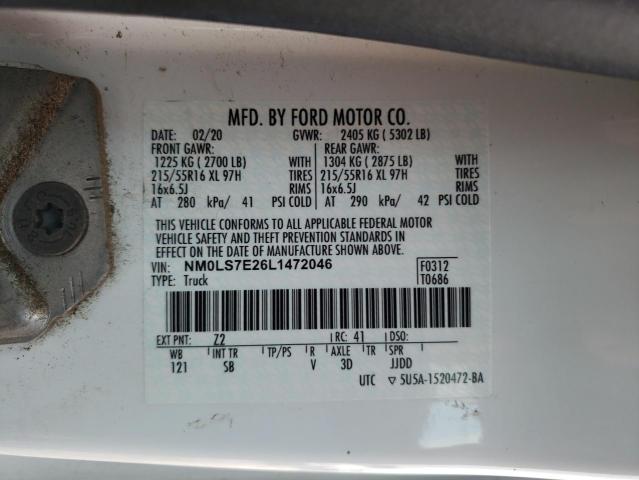 MFD. BY FORD MOTOR CO.
DATE: 02/20 GVWR: 2405 KG ( 5302 LB)
FRONT GAWR: REAR GAWR:
1225 KG ( 2700 LB) WITH 1304 KG ( 2875 LB) WITH
215/55R16 XL 97H TIRES 215/55R16 XL 97H TIRES
16x6.5J RIMS 16x6.5J RIMS
AT 280 kPa/ 41 PSI COLD AT 290 kPa/ 42 PSI COLD
THIS VEHICLE CONFORMS TO ALL APPLICABLE FEDERAL MOTOR
VEHICLE SAFETY AND THEFT PREVENTION STANDARDS IN
EFFECT ON THE DATE OF MANUFACTURE SHOWN ABOVE.
VIN: NM0LS7E26L1472046 F0312
TYPE: Truck T0686
EXT PNT: Z2 RC: 41 DSO:
WB INT TR TP/PS R AXLE TR SPR
121 SB V 3D JJDD
UTC ▽ 5U5A-1520472-BA